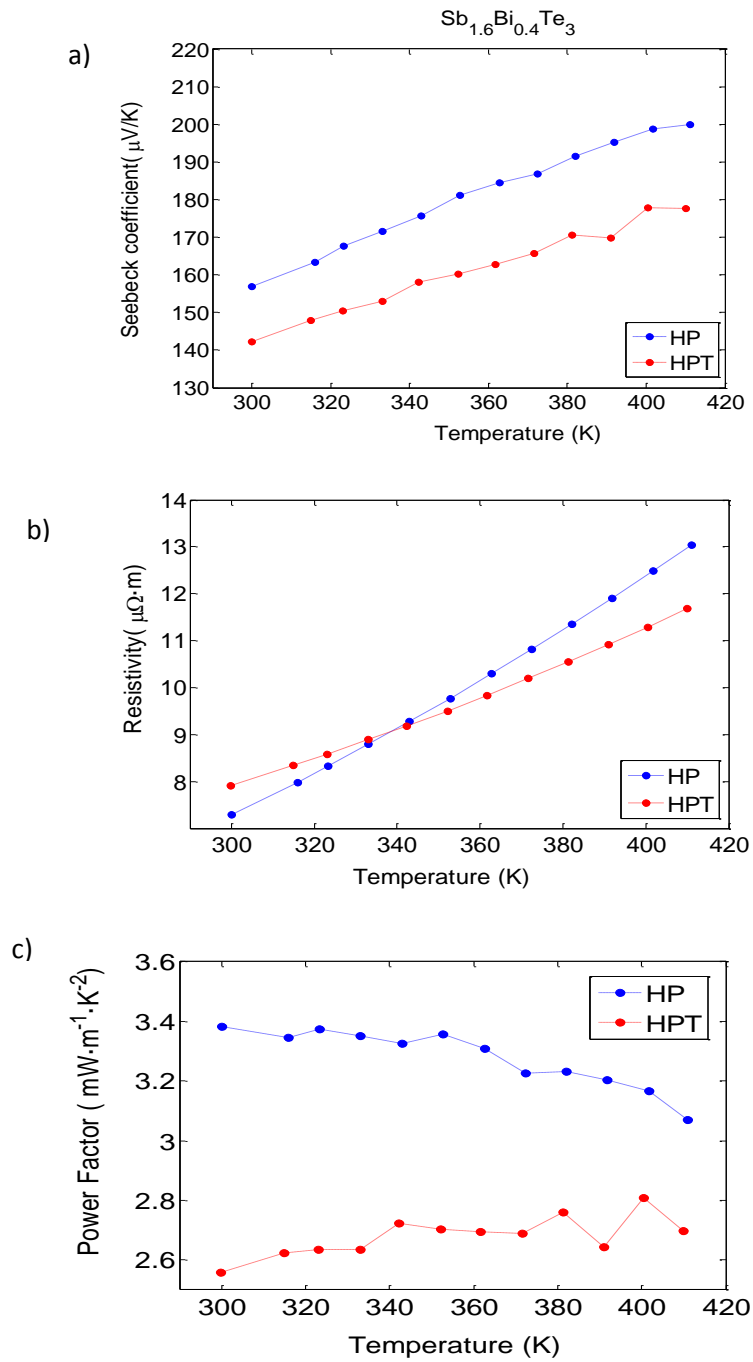 Sb1.6Bi0.4Te3
a)
Seebeck coefficient( μV/K)
220
210
200
190
180
170
160
150
140
130
HP
HPT
300 320 340 360 380 400 420
Temperature (K)
b)
Resistivity( μΩ·m)
14
13
12
11
10
9
8
HP
HPT
300 320 340 360 380 400 420
Temperature (K)
c)
Power Factor ( mW·m-1·K-2)
3.6
3.4
3.2
3
2.8
2.6
HP
HPT
300 320 340 360 380 400 420
Temperature (K)